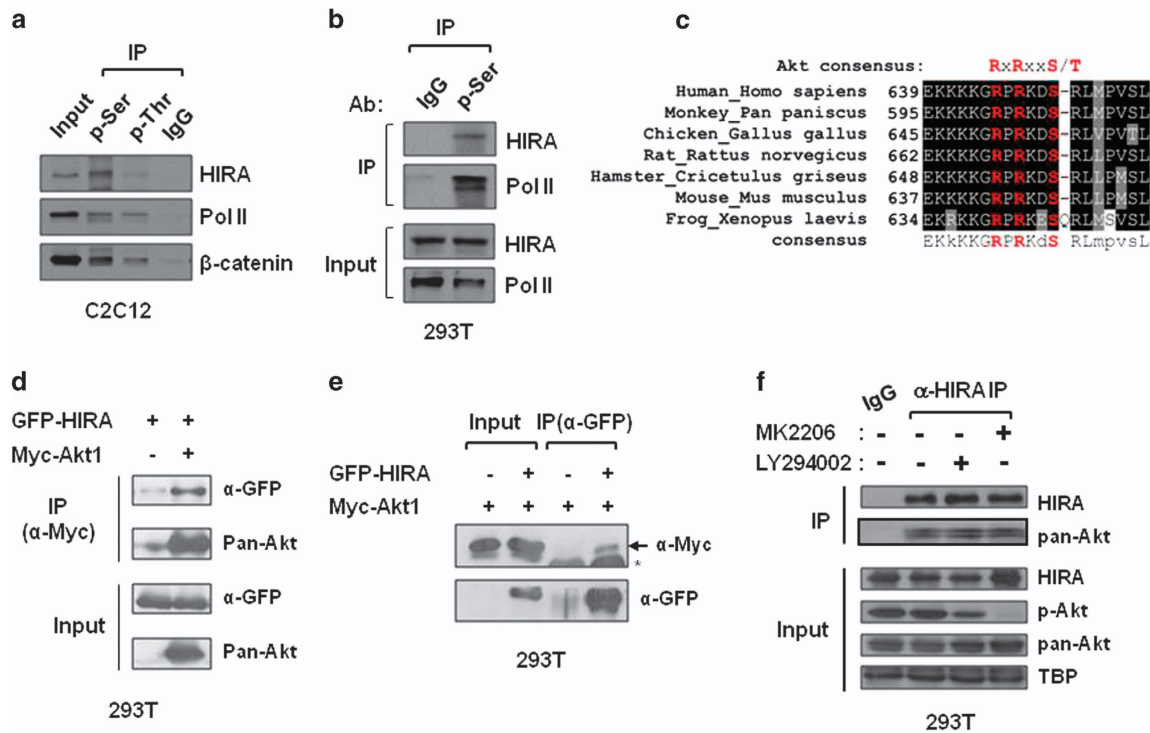 a
IP
Input p-Ser p-Thr IgG
HIRA
Pol II
β-catenin
C2C12
b
IP
Ab: IgG p-Ser
IP
HIRA
Pol II
Input
HIRA
Pol II
293T
c
Akt consensus: RxRxxS/T
Human_Homo sapiens 639 EKKKKGRPRKDS-RLMPVSL
Monkey_Pan paniscus 595 EKKKKGRPRKDS-RLMPVSL
Chicken_Gallus gallus 645 EKKKKGRPRKDS-RLVPVTL
Rat_Rattus norvegicus 662 EKKKKGRPRKDS-RLLPVSL
Hamster_Cricetulus griseus 648 EKKKKGRPRKDS-RLLPMSL
Mouse_Mus musculus 637 EKKKKGRPRKDS-RLLPMSL
Frog_Xenopus laevis 634 EKRKKGRPRKESQRLMSVSL
consensus EKkKKGRPRKdS RLmpvsL
d
GFP-HIRA + +
Myc-Akt1 - +
IP
(α-Myc)
α-GFP
Pan-Akt
Input
α-GFP
Pan-Akt
293T
e
Input IP(α-GFP)
GFP-HIRA - + - +
Myc-Akt1 + + + +
α-Myc
*
α-GFP
293T
f
IgG α-HIRA IP
MK2206 : - - - +
LY294002 : - - + -
IP
HIRA
pan-Akt
Input
HIRA
p-Akt
pan-Akt
TBP
293T